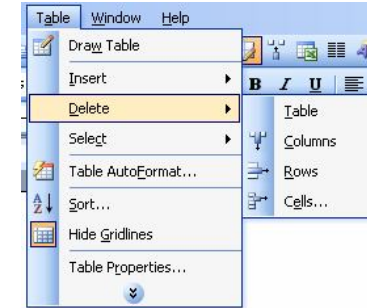 Table Window Help
Draw Table
Insert
Delete
Select
Table AutoFormat...
Sort...
Hide Gridlines
Table Properties...
B I U
Table
Columns
Rows
Cells...